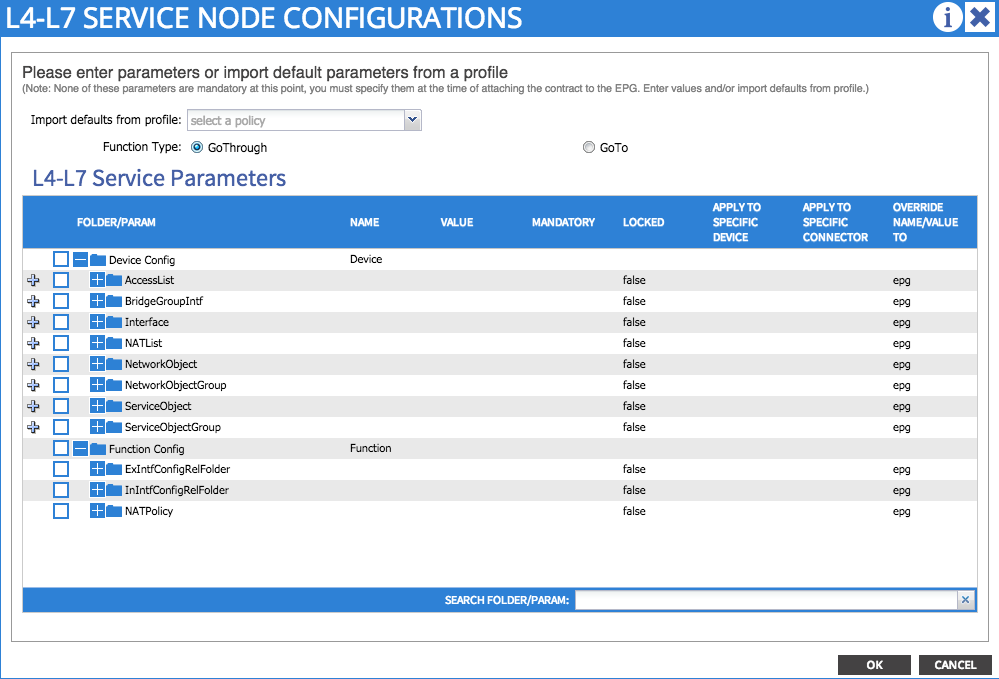 L4-L7 SERVICE NODE CONFIGURATIONS
Please enter parameters or import default parameters from a profile
(Note: None of these parameters are mandatory at this point, you must specify them at the time of attaching the contract to the EPG. Enter values and/or import defaults from profile.)
Import defaults from profile: select a policy
Function Type: GoThrough GoTo
L4-L7 Service Parameters
FOLDER/PARAM NAME VALUE MANDATORY LOCKED APPLY TO SPECIFIC DEVICE APPLY TO SPECIFIC CONNECTOR OVERRIDE NAME/VALUE TO
Device Config Device
AccessList false epg
BridgeGroupIntf false epg
Interface false epg
NATList false epg
NetworkObject false epg
NetworkObjectGroup false epg
ServiceObject false epg
ServiceObjectGroup false epg
Function Config Function
ExIntfConfigRelFolder false epg
InIntfConfigRelFolder false epg
NATPolicy false epg
SEARCH FOLDER/PARAM:
OK CANCEL